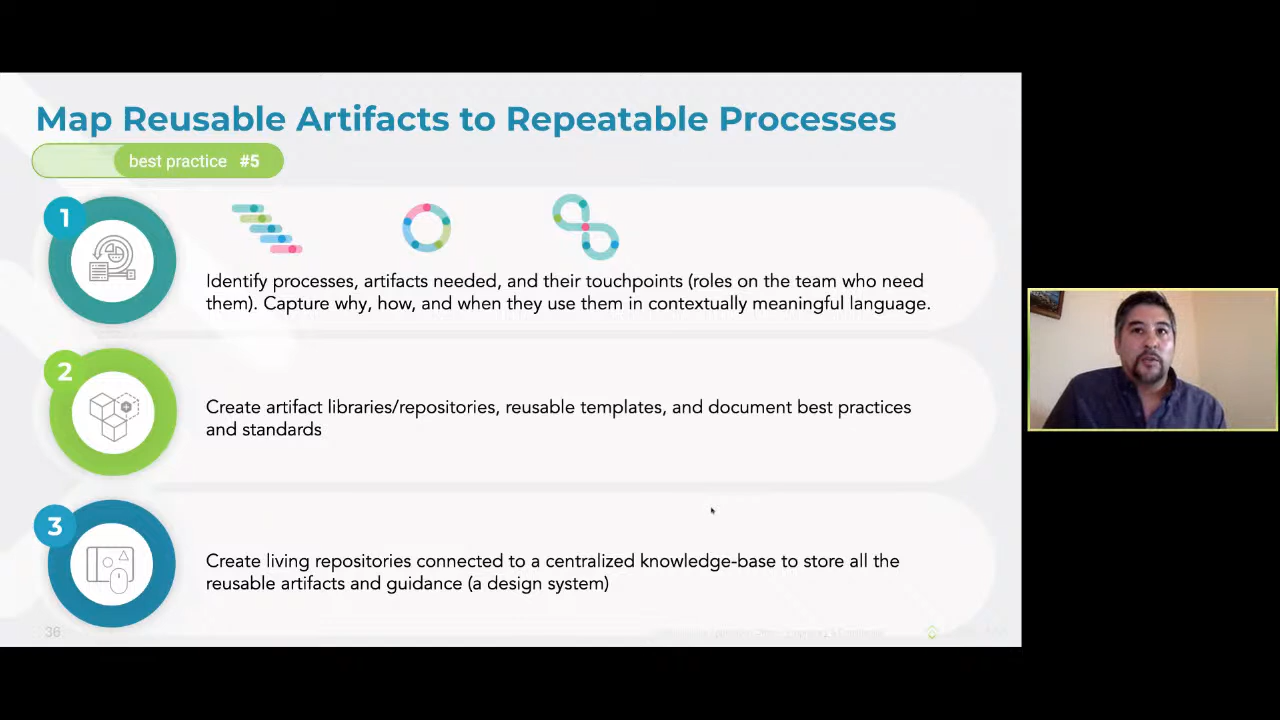 Map Reusable Artifacts to Repeatable Processes
best practice #5
1
Identify processes, artifacts needed, and their touchpoints (roles on the team who need
them). Capture why, how, and when they use them in contextually meaningful language.
2
Create artifact libraries/repositories, reusable templates, and document best practices
and standards
3
Create living repositories connected to a centralized knowledge-base to store all the
reusable artifacts and guidance (a design system)
36